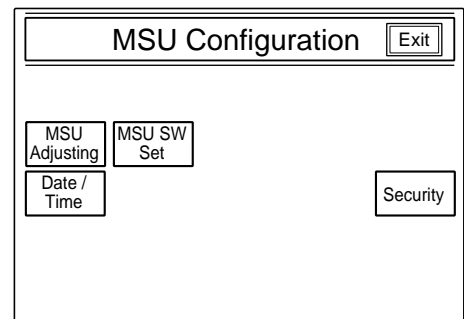 MSU Configuration Exit
MSU
Adjusting
MSU SW
Set
Date /
Time
Security